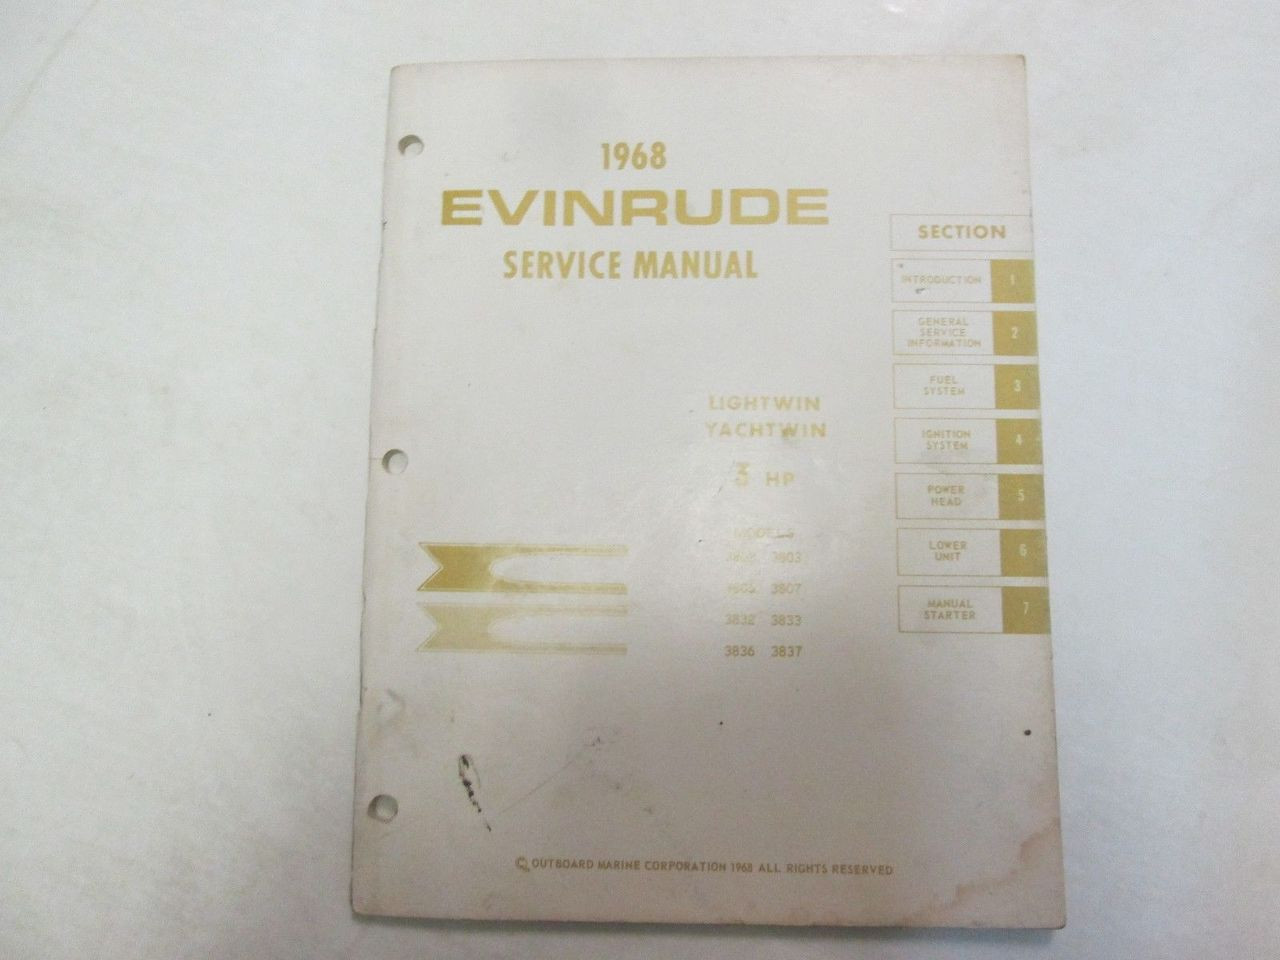 1968
EVINRUDE
SERVICE MANUAL
SECTION
INTRODUCTION 1
GENERAL
SERVICE
INFORMATION
2
FUEL
SYSTEM
3
IGNITION
SYSTEM
4
POWER
HEAD
5
LOWER
UNIT
6
MANUAL
STARTER
7
LIGHTWIN
YACHTWIN
3 HP
MODELS
3803
3807
3832 3833
3836 3837
© OUTBOARD MARINE CORPORATION 1968 ALL RIGHTS RESERVED